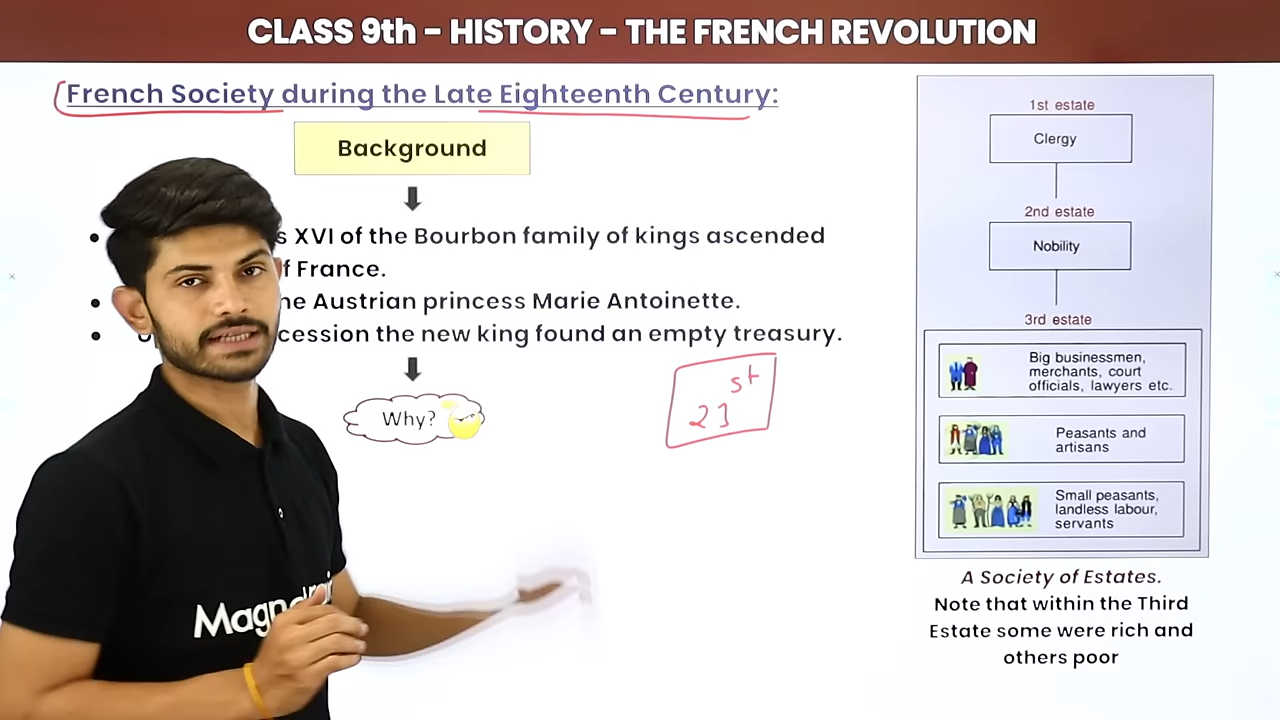 CLASS 9th – HISTORY – THE FRENCH REVOLUTION
French Society during the Late Eighteenth Century:
Background
s XVI of the Bourbon family of kings ascended
f France.
he Austrian princess Marie Antoinette.
cession the new king found an empty treasury.
Why?
23 st
1st estate
Clergy
2nd estate
Nobility
3rd estate
Big businessmen,
merchants, court
officials, lawyers etc.
Peasants and
artisans
Small peasants,
landless labour,
servants
A Society of Estates.
Note that within the Third
Estate some were rich and
others poor